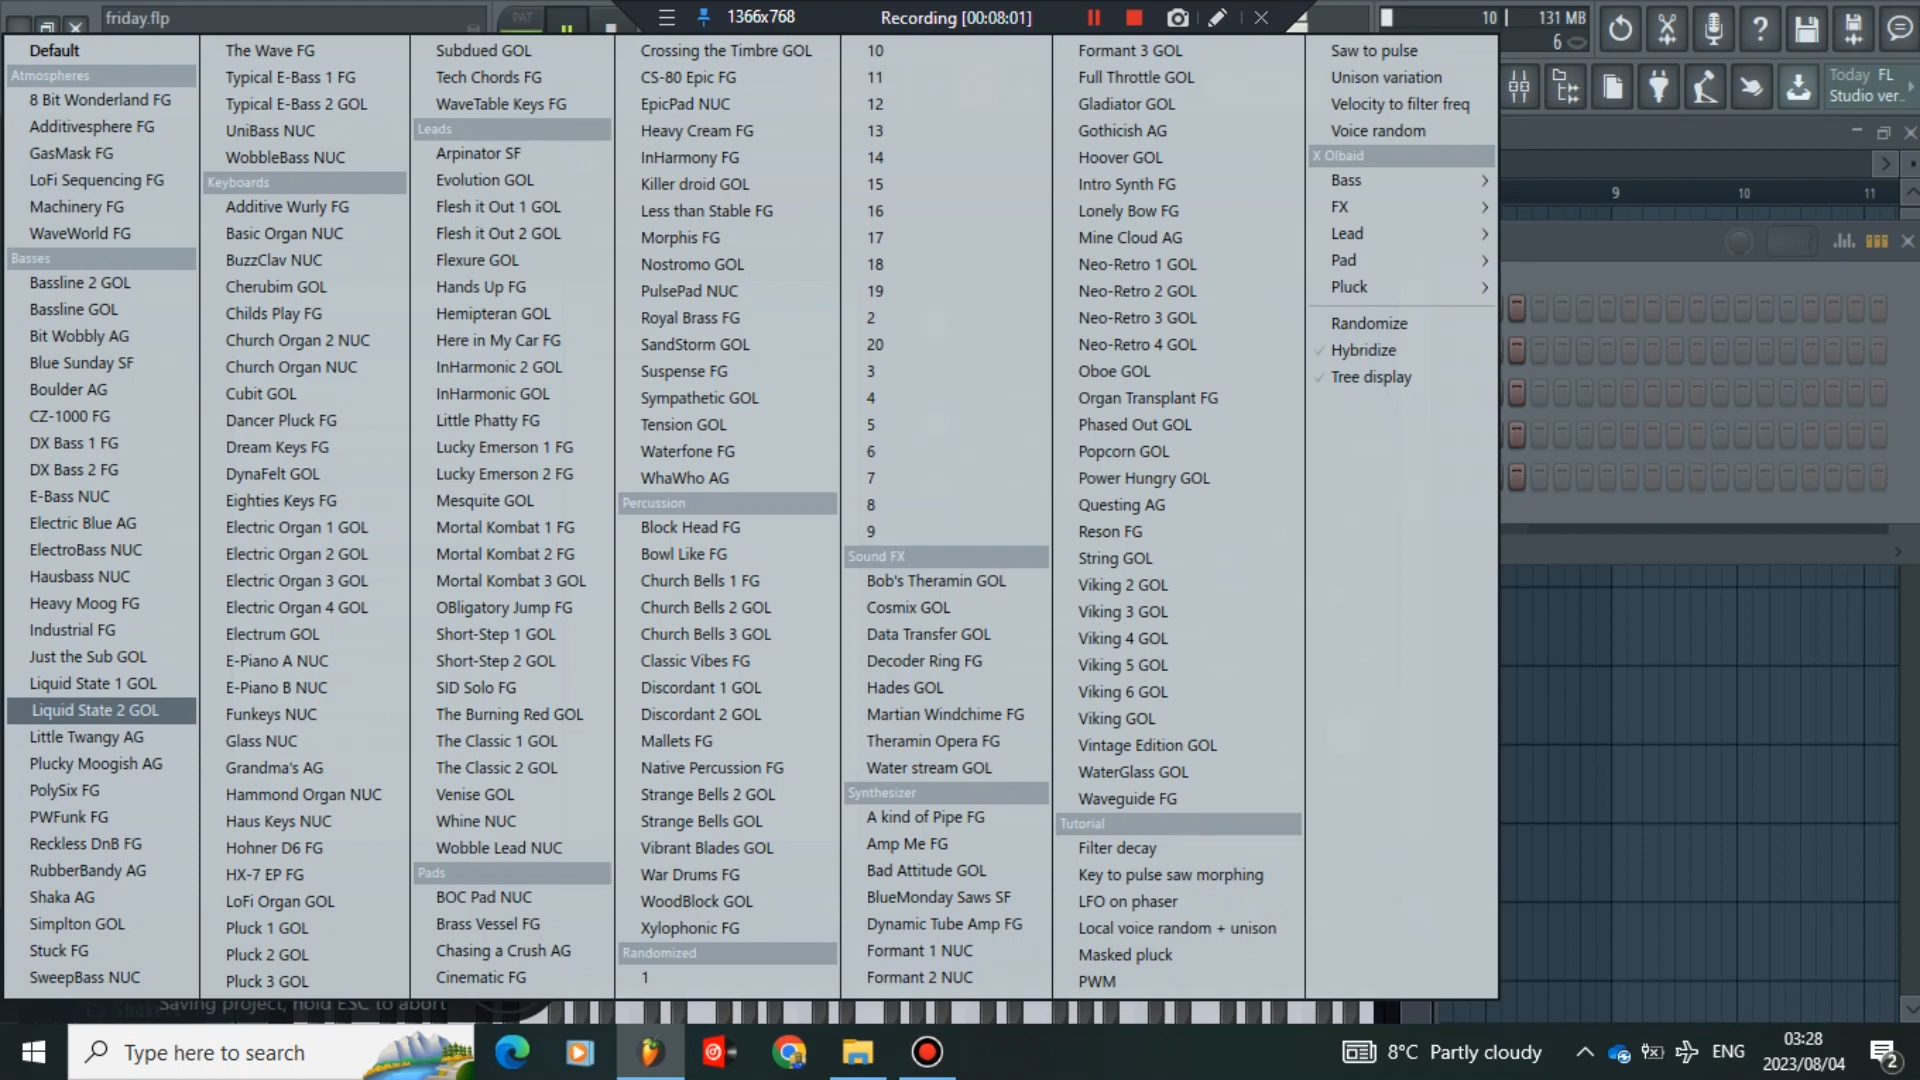 friday.flp
PAT
1366x768
Recording [00:08:01]
10
131 MB
6
Today FL
Studio ver..
9
10
11
Default
Atmospheres
8 Bit Wonderland FG
Additivesphere FG
GasMask FG
LoFi Sequencing FG
Machinery FG
WaveWorld FG
Basses
Bassline 2 GOL
Bassline GOL
Bit Wobbly AG
Blue Sunday SF
Boulder AG
CZ-1000 FG
DX Bass 1 FG
DX Bass 2 FG
E-Bass NUC
Electric Blue AG
ElectroBass NUC
Hausbass NUC
Heavy Moog FG
Industrial FG
Just the Sub GOL
Liquid State 1 GOL
Liquid State 2 GOL
Little Twangy AG
Plucky Moogish AG
PolySix FG
PWFunk FG
Reckless DnB FG
RubberBandy AG
Shaka AG
Simplton GOL
Stuck FG
SweepBass NUC
The Wave FG
Typical E-Bass 1 FG
Typical E-Bass 2 GOL
UniBass NUC
WobbleBass NUC
Keyboards
Additive Wurly FG
Basic Organ NUC
BuzzClav NUC
Cherubim GOL
Childs Play FG
Church Organ 2 NUC
Church Organ NUC
Cubit GOL
Dancer Pluck FG
Dream Keys FG
DynaFelt GOL
Eighties Keys FG
Electric Organ 1 GOL
Electric Organ 2 GOL
Electric Organ 3 GOL
Electric Organ 4 GOL
Electrum GOL
E-Piano A NUC
E-Piano B NUC
Funkeys NUC
Glass NUC
Grandma's AG
Hammond Organ NUC
Haus Keys NUC
Hohner D6 FG
HX-7 EP FG
LoFi Organ GOL
Pluck 1 GOL
Pluck 2 GOL
Pluck 3 GOL
Subdued GOL
Tech Chords FG
WaveTable Keys FG
Leads
Arpinator SF
Evolution GOL
Flesh it Out 1 GOL
Flesh it Out 2 GOL
Flexure GOL
Hands Up FG
Hemipteran GOL
Here in My Car FG
InHarmonic 2 GOL
InHarmonic GOL
Little Phatty FG
Lucky Emerson 1 FG
Lucky Emerson 2 FG
Mesquite GOL
Mortal Kombat 1 FG
Mortal Kombat 2 FG
Mortal Kombat 3 GOL
OBligatory Jump FG
Short-Step 1 GOL
Short-Step 2 GOL
SID Solo FG
The Burning Red GOL
The Classic 1 GOL
The Classic 2 GOL
Venise GOL
Whine NUC
Wobble Lead NUC
Pads
BOC Pad NUC
Brass Vessel FG
Chasing a Crush AG
Cinematic FG
Crossing the Timbre GOL
CS-80 Epic FG
EpicPad NUC
Heavy Cream FG
InHarmony FG
Killer droid GOL
Less than Stable FG
Morphis FG
Nostromo GOL
PulsePad NUC
Royal Brass FG
SandStorm GOL
Suspense FG
Sympathetic GOL
Tension GOL
Waterfone FG
WhaWho AG
Percussion
Block Head FG
Bowl Like FG
Church Bells 1 FG
Church Bells 2 GOL
Church Bells 3 GOL
Classic Vibes FG
Discordant 1 GOL
Discordant 2 GOL
Mallets FG
Native Percussion FG
Strange Bells 2 GOL
Strange Bells GOL
Vibrant Blades GOL
War Drums FG
WoodBlock GOL
Xylophonic FG
Randomized
1
10
11
12
13
14
15
16
17
18
19
2
20
3
4
5
6
7
8
9
Sound FX
Bob's Theramin GOL
Cosmix GOL
Data Transfer GOL
Decoder Ring FG
Hades GOL
Martian Windchime FG
Theramin Opera FG
Water stream GOL
Synthesizer
A kind of Pipe FG
Amp Me FG
Bad Attitude GOL
BlueMonday Saws SF
Dynamic Tube Amp FG
Formant 1 NUC
Formant 2 NUC
Formant 3 GOL
Full Throttle GOL
Gladiator GOL
Gothicish AG
Hoover GOL
Intro Synth FG
Lonely Bow FG
Mine Cloud AG
Neo-Retro 1 GOL
Neo-Retro 2 GOL
Neo-Retro 3 GOL
Neo-Retro 4 GOL
Oboe GOL
Organ Transplant FG
Phased Out GOL
Popcorn GOL
Power Hungry GOL
Questing AG
Reson FG
String GOL
Viking 2 GOL
Viking 3 GOL
Viking 4 GOL
Viking 5 GOL
Viking 6 GOL
Viking GOL
Vintage Edition GOL
WaterGlass GOL
Waveguide FG
Tutorial
Filter decay
Key to pulse saw morphing
LFO on phaser
Local voice random + unison
Masked pluck
PWM
Saw to pulse
Unison variation
Velocity to filter freq
Voice random
X Olbaid
Bass
FX
Lead
Pad
Pluck
Randomize
Hybridize
Tree display
Saving project, hold ESC to abort
Type here to search
8°C Partly cloudy
ENG
03:28
2023/08/04
2